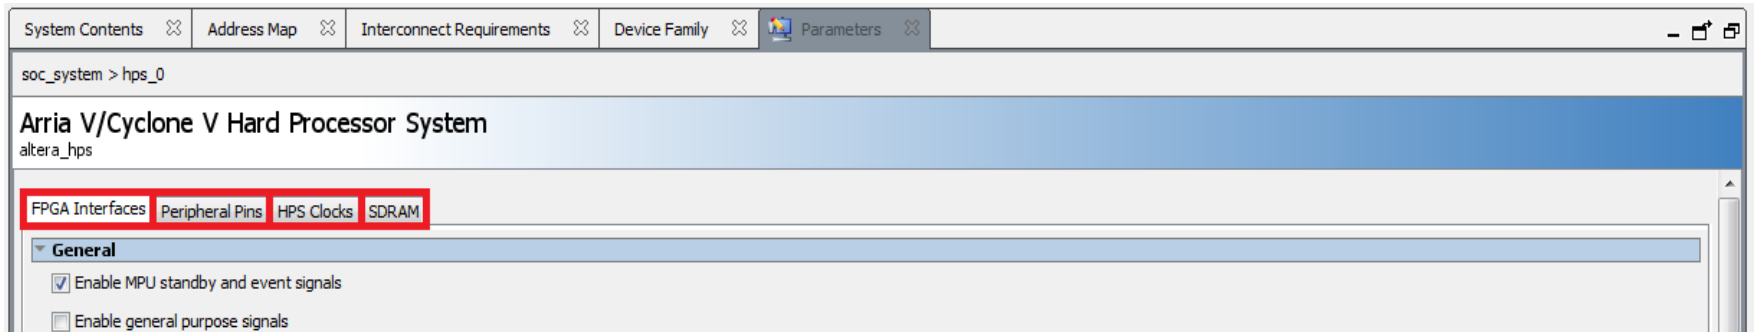 System Contents Address Map Interconnect Requirements Device Family Parameters
soc_system > hps_0
Arria V/Cyclone V Hard Processor System
altera_hps
FPGA Interfaces Peripheral Pins HPS Clocks SDRAM
General
Enable MPU standby and event signals
Enable general purpose signals